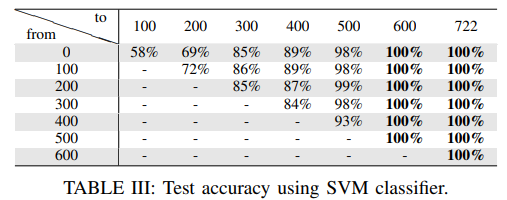 to
from 100 200 300 400 500 600 722
0 58% 69% 85% 89% 98% 100% 100%
100 - 72% 86% 89% 98% 100% 100%
200 - - 85% 87% 99% 100% 100%
300 - - - 84% 98% 100% 100%
400 - - - - 93% 100% 100%
500 - - - - - 100% 100%
600 - - - - - - 100%
TABLE III: Test accuracy using SVM classifier.